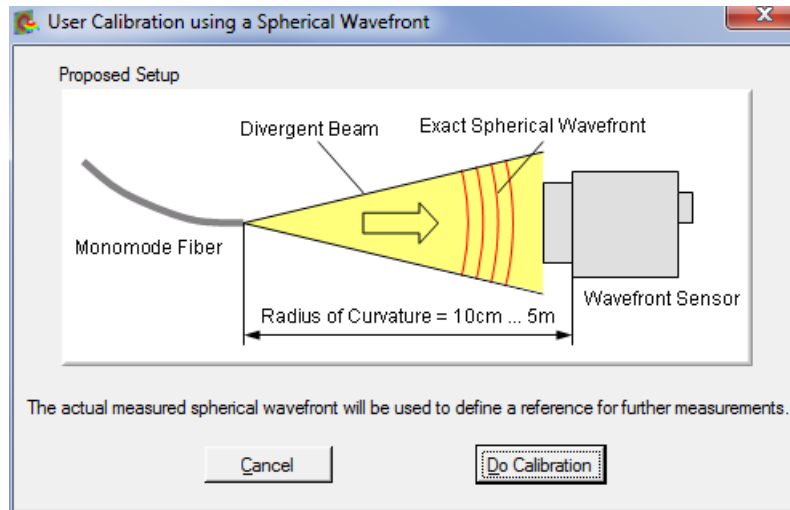 User Calibration using a Spherical Wavefront
Proposed Setup
Divergent Beam
Exact Spherical Wavefront
Monomode Fiber
Wavefront Sensor
Radius of Curvature = 10cm ... 5m
The actual measured spherical wavefront will be used to define a reference for further measurements.
Cancel
Do Calibration